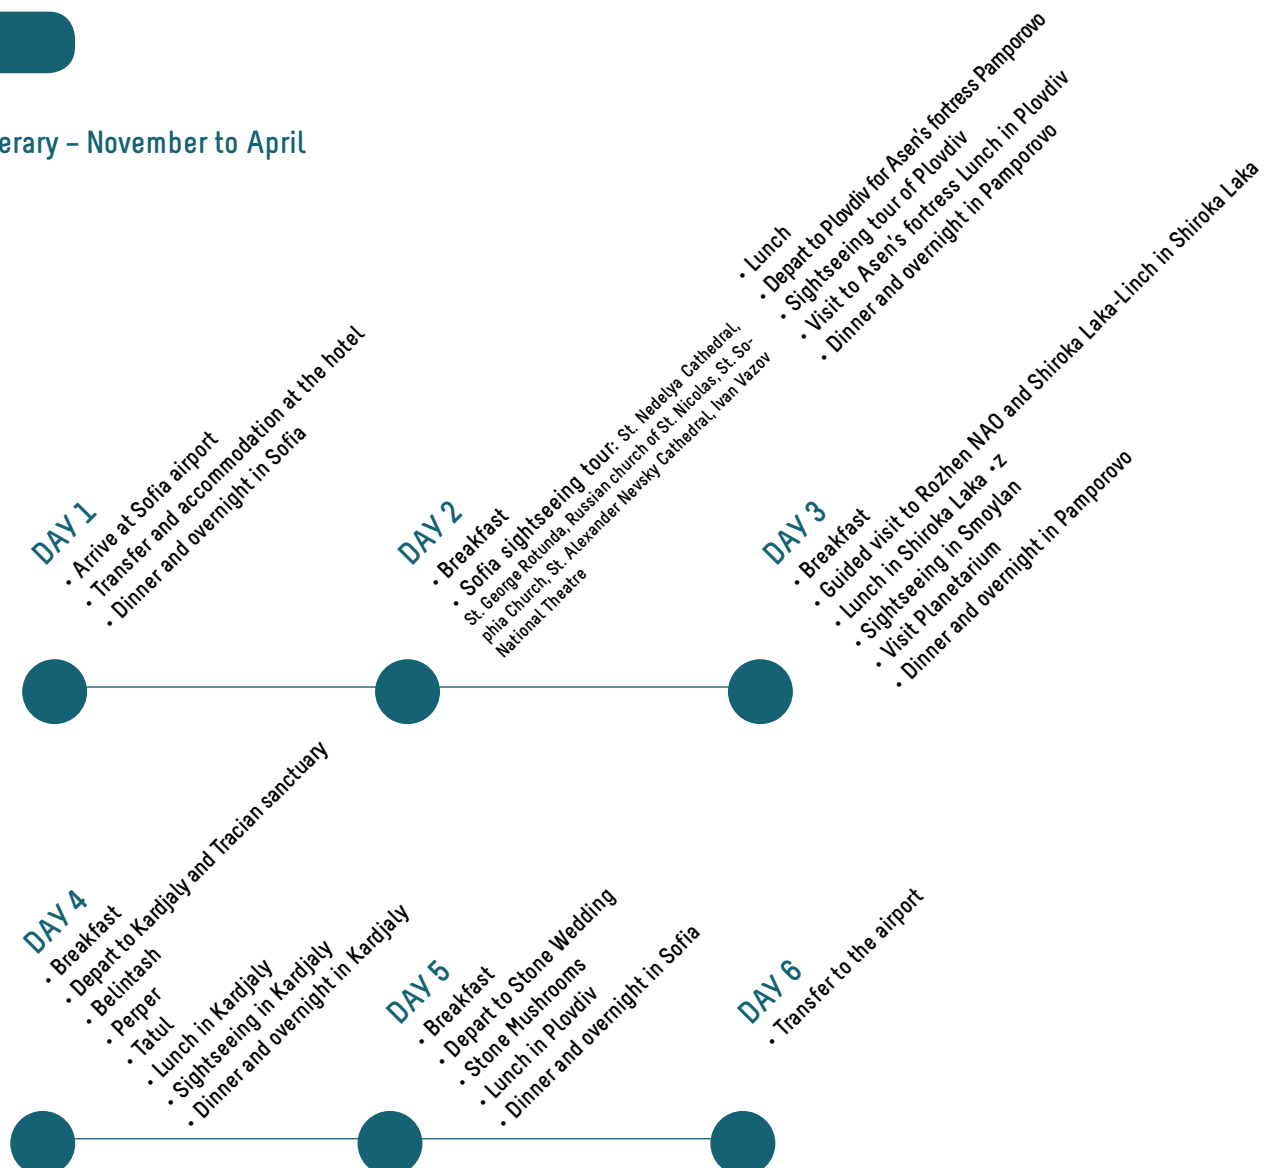 erary – November to April
DAY 1
• Arrive at Sofia airport
• Transfer and accommodation at the hotel
• Dinner and overnight in Sofia
DAY 2
• Breakfast
• Sofia sightseeing tour: St. Nedelya Cathedral,
St. George Rotunda, Russian church of St. Nicolas, St. So-
phia Church, St. Alexander Nevsky Cathedral, Ivan Vazov
National Theatre
• Lunch
• Depart to Plovdiv for Asen's fortress Pamporovo
• Sightseeing tour of Plovdiv
• Visit to Asen's fortress Lunch in Plovdiv
• Dinner and overnight in Pamporovo
DAY 3
• Breakfast
• Guided visit to Rozhen NAO and Shiroka Laka-Linch in Shiroka Laka
• Lunch in Shiroka Laka •z
• Sightseeing in Smoylan
• Visit Planetarium
• Dinner and overnight in Pamporovo
DAY 4
• Breakfast
• Depart to Kardjaly and Tracian sanctuary
• Belintash
• Perper
• Tatul
• Lunch in Kardjaly
• Sightseeing in Kardjaly
• Dinner and overnight in Kardjaly
DAY 5
• Breakfast
• Depart to Stone Wedding
• Stone Mushrooms
• Lunch in Plovdiv
• Dinner and overnight in Sofia
DAY 6
• Transfer to the airport